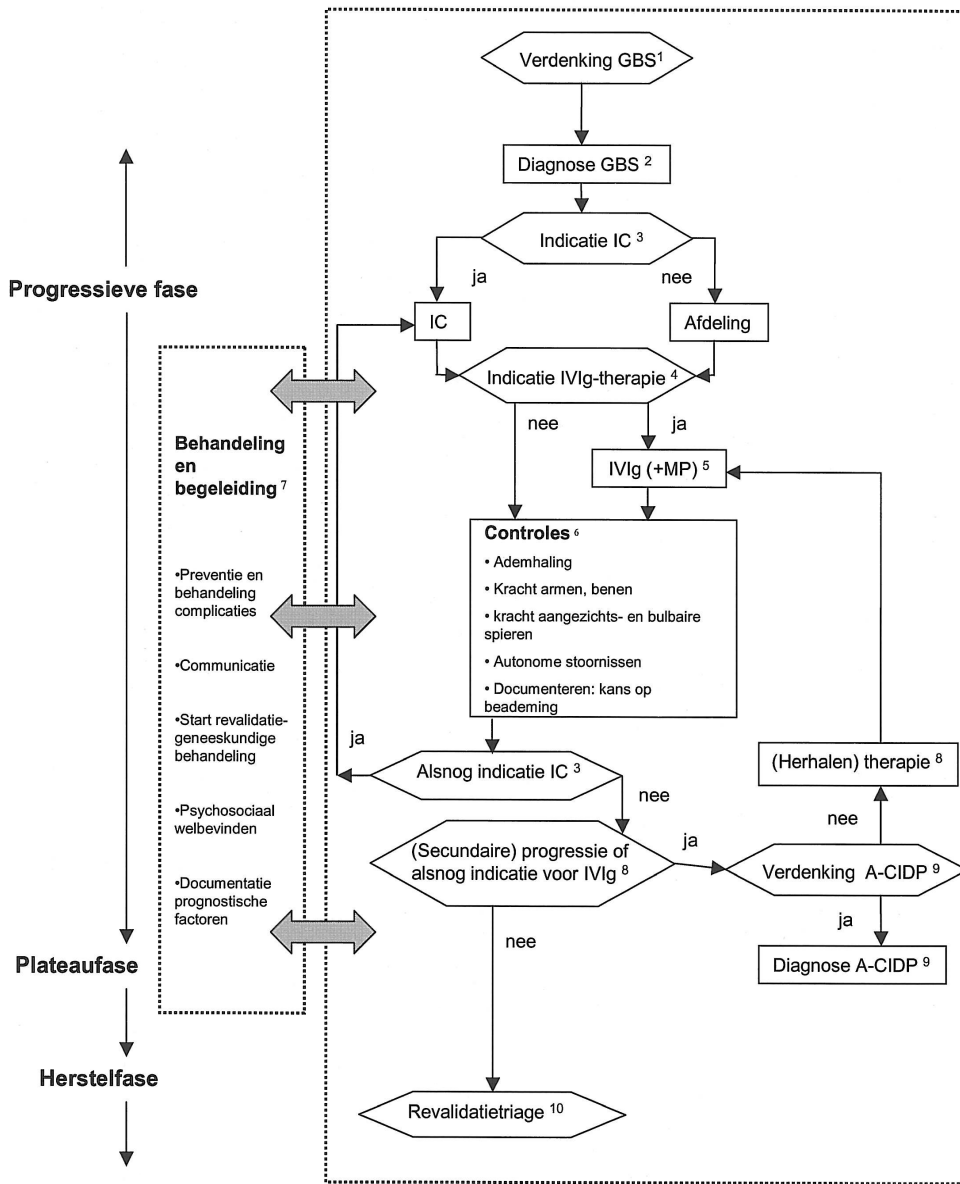 Verdenking GBS 1
Diagnose GBS 2
Indicatie IC 3
ja
nee
Progressieve fase
IC
Afdeling
Indicatie IVIg-therapie 4
nee
ja
Behandeling
en
begeleiding 7
IVIg (+MP) 5
Controles 6
• Ademhaling
• Kracht armen, benen
• kracht aangezichts- en bulbaire
spieren
• Autonome stoornissen
• Documenteren: kans op
beademing
•Preventie en
behandeling
complicaties
•Communicatie
•Start revalidatie-
geneeskundige
behandeling
•Psychosociaal
welbevinden
•Documentatie
prognostische
factoren
ja
Alsnog indicatie IC 3
nee
(Herhalen) therapie 8
nee
(Secundaire) progressie of
alsnog indicatie voor IVIg 8
ja
Verdenking A-CIDP 9
ja
nee
Diagnose A-CIDP 9
Plateaufase
Herstelfase
Revalidatietriage 10